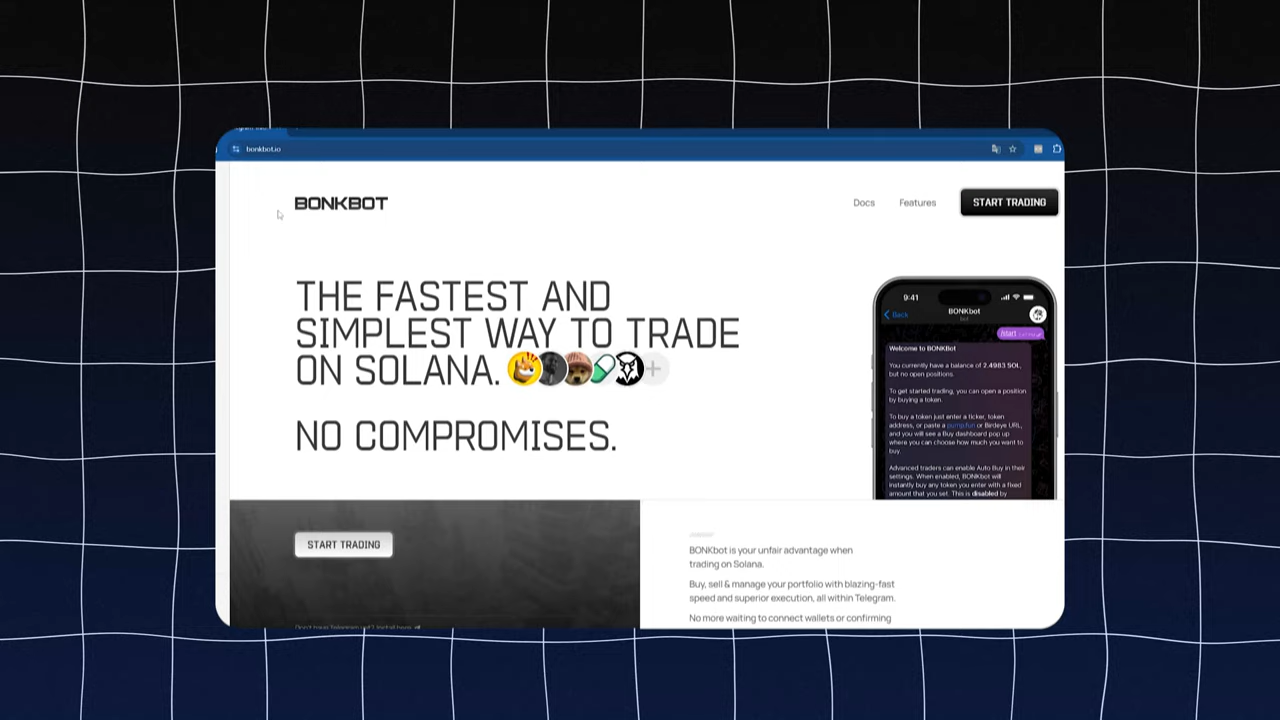 bonkbot.io
BONKBOT
Docs
Features
START TRADING
THE FASTEST AND
SIMPLEST WAY TO TRADE
ON SOLANA.
NO COMPROMISES.
9:41
Back
BONKbot
bot
/start
Welcome to BONKBot
You currently have a balance of 2.4983 SOL,
but no open positions.
To get started trading, you can open a position
by buying a token.
To buy a token just enter a ticker, token
address, or paste a pump.fun or Birdeye URL,
and you will see a Buy dashboard pop up
where you can choose how much you want to
buy.
Advanced traders can enable Auto Buy in their
settings. When enabled, BONKbot will
instantly buy any token you enter with a fixed
amount that you set. This is disabled by
START TRADING
BONKbot is your unfair advantage when
trading on Solana.
Buy, sell & manage your portfolio with blazing-fast
speed and superior execution, all within Telegram.
No more waiting to connect wallets or confirming